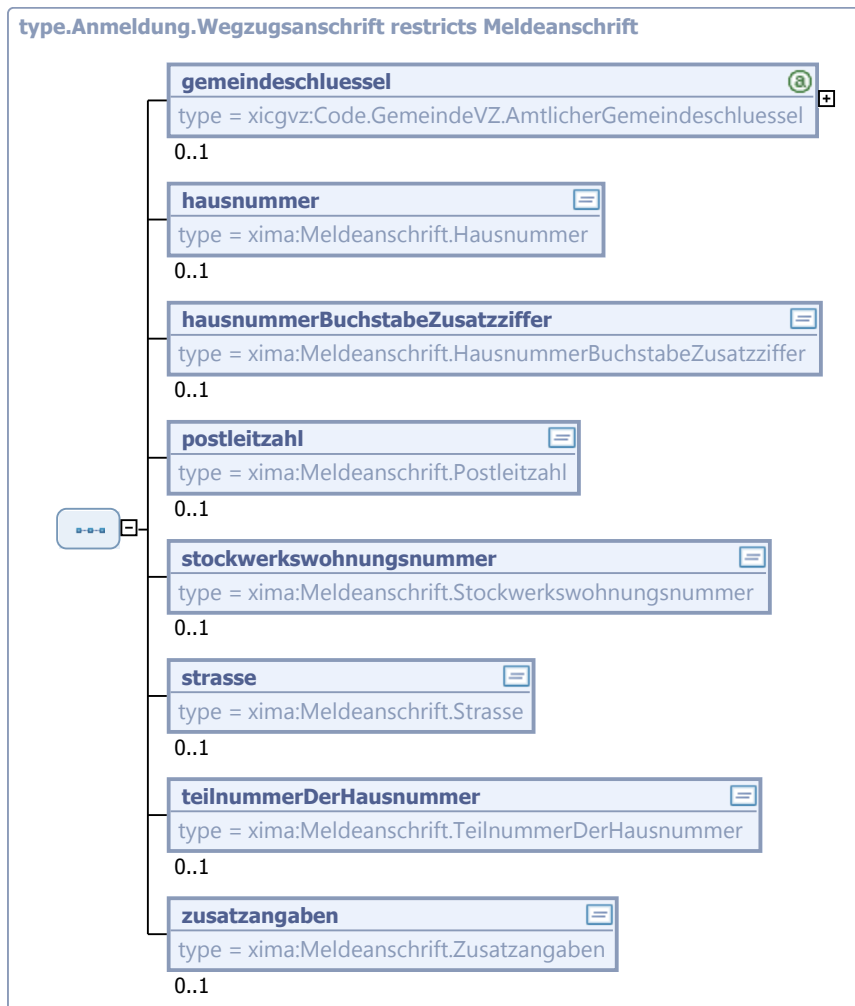 type.Anmeldung.Wegzugsanschrift restricts Meldeanschrift
gemeindeschluessel
type = xicgvz:Code.GemeindeVZ.AmtlicherGemeindeschluessel
0..1
hausnummer
type = xima:Meldeanschrift.Hausnummer
0..1
hausnummerBuchstabeZusatzziffer
type = xima:Meldeanschrift.HausnummerBuchstabeZusatzziffer
0..1
postleitzahl
type = xima:Meldeanschrift.Postleitzahl
0..1
stockwerkswohnungsnummer
type = xima:Meldeanschrift.Stockwerkswohnungsnummer
0..1
strasse
type = xima:Meldeanschrift.Strasse
0..1
teilnummerDerHausnummer
type = xima:Meldeanschrift.TeilnummerDerHausnummer
0..1
zusatzangaben
type = xima:Meldeanschrift.Zusatzangaben
0..1